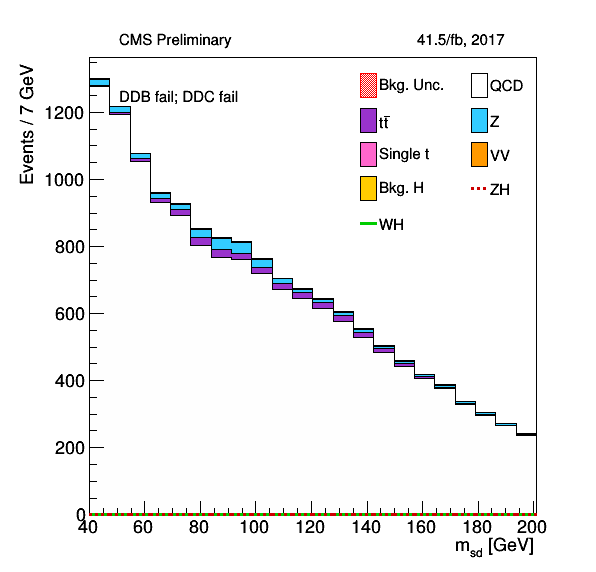 CMS Preliminary 41.5/fb, 2017
Events / 7 GeV
DDB fail; DDC fail
Bkg. Unc. QCD
tt̅ Z
Single t VV
Bkg. H ZH
WH
1200
1000
800
600
400
200
0
40 60 80 100 120 140 160 180 200
m_sd [GeV]